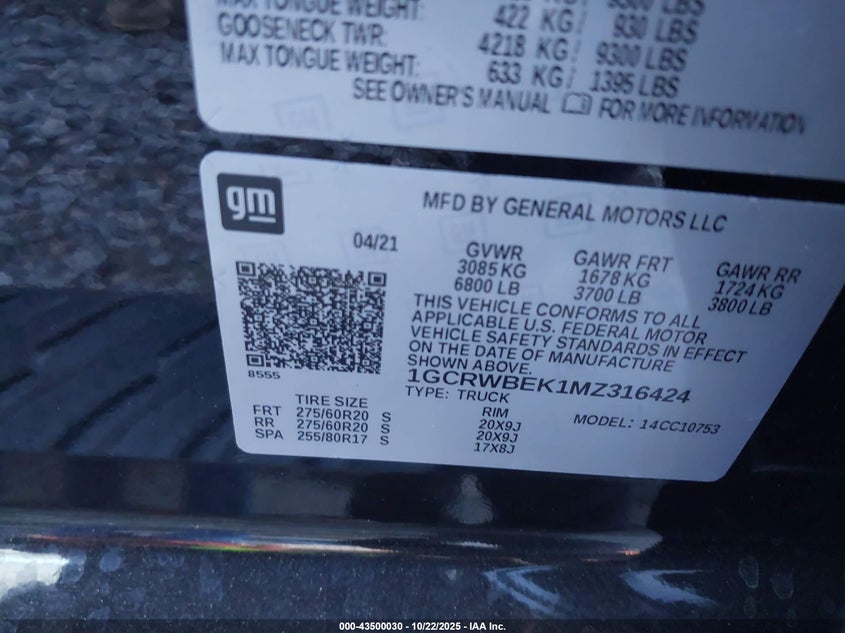 MAX TONGUE WEIGHT:
422 KG/ 930 LBS
GOOSENECK TWR:
4218 KG/ 9300 LBS
MAX TONGUE WEIGHT:
633 KG/ 1395 LBS
SEE OWNER'S MANUAL FOR MORE INFORMATION
gm
MFD BY GENERAL MOTORS LLC
04/21
GVWR GAWR FRT GAWR RR
3085 KG 1678 KG 1724 KG
6800 LB 3700 LB 3800 LB
THIS VEHICLE CONFORMS TO ALL
APPLICABLE U.S. FEDERAL MOTOR
VEHICLE SAFETY STANDARDS IN EFFECT
ON THE DATE OF MANUFACTURE
SHOWN ABOVE.
8555
1GCRWBEK1MZ316424
TYPE: TRUCK
TIRE SIZE RIM MODEL: 14CC10753
FRT 275/60R20 S 20X9J
RR 275/60R20 S 20X9J
SPA 255/80R17 S 17X8J
000-43500030 - 10/22/2025 - IAA Inc.